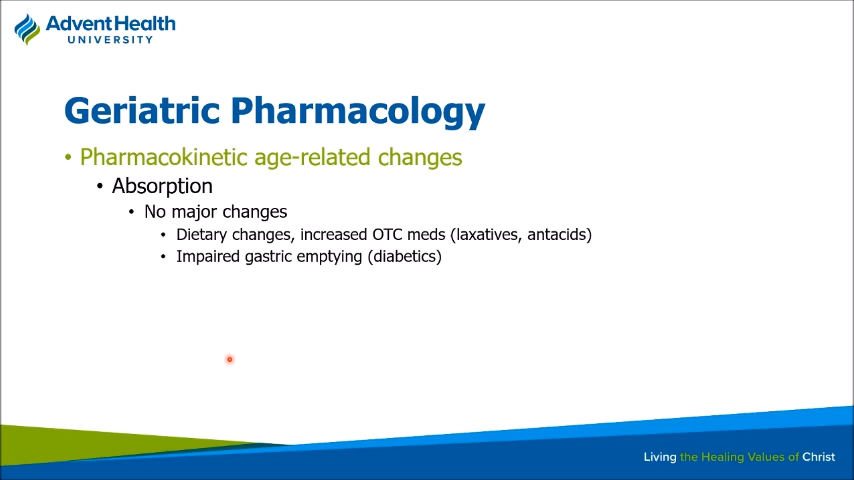 AdventHealth
UNIVERSITY
Geriatric Pharmacology
• Pharmacokinetic age-related changes
• Absorption
• No major changes
• Dietary changes, increased OTC meds (laxatives, antacids)
• Impaired gastric emptying (diabetics)
Living the Healing Values of Christ